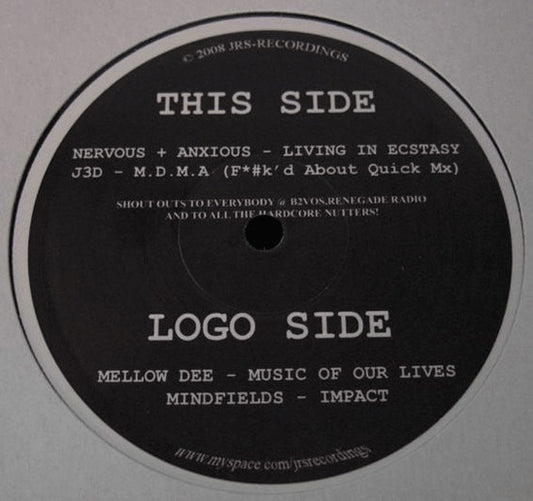 © 2008 JRS-RECORDINGS
THIS SIDE
NERVOUS + ANXIOUS - LIVING IN ECSTASY
J3D - M.D.M.A (F*#k'd About Quick Mx)
SHOUT OUTS TO EVERYBODY @ B2VOS,RENEGADE RADIO
AND TO ALL THE HARDCORE NUTTERS!
LOGO SIDE
MELLOW DEE - MUSIC OF OUR LIVES
MINDFIELDS - IMPACT
www.myspace.com/jrsrecordings